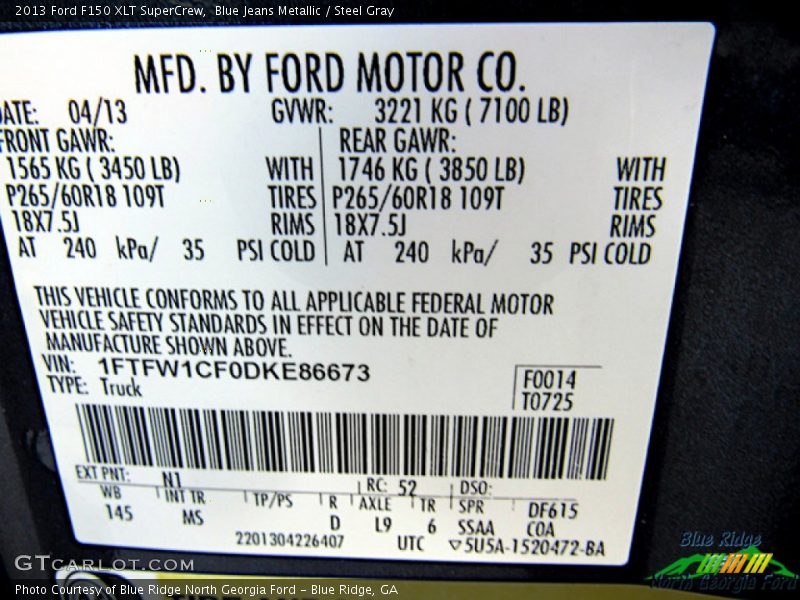 2013 Ford F150 XLT SuperCrew, Blue Jeans Metallic / Steel Gray
MFD. BY FORD MOTOR CO.
DATE: 04/13 GVWR: 3221 KG ( 7100 LB)
FRONT GAWR: REAR GAWR:
1565 KG ( 3450 LB) WITH 1746 KG ( 3850 LB) WITH
P265/60R18 109T TIRES P265/60R18 109T TIRES
18X7.5J RIMS 18X7.5J RIMS
AT 240 kPa/ 35 PSI COLD AT 240 kPa/ 35 PSI COLD
THIS VEHICLE CONFORMS TO ALL APPLICABLE FEDERAL MOTOR
VEHICLE SAFETY STANDARDS IN EFFECT ON THE DATE OF
MANUFACTURE SHOWN ABOVE.
VIN: 1FTFW1CF0DKE86673
TYPE: Truck
F0014
T0725
EXT PNT: N1 RC: 52 DSO:
WB INT TR TP/PS R AXLE TR SPR DF615
145 MS D L9 6 SSAA COA
2201304226407 UTC ▽5U5A-1520472-BA
GTCarLot.com
Blue Ridge
North Georgia Ford
Photo Courtesy of Blue Ridge North Georgia Ford – Blue Ridge, GA